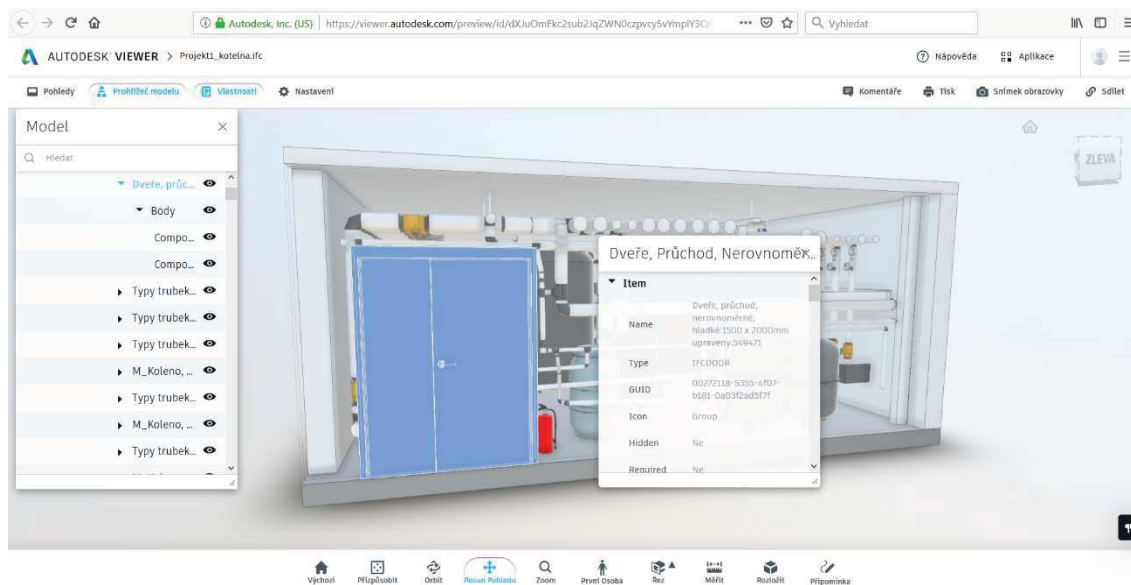 Autodesk, Inc. (US) https://viewer.autodesk.com/preview/id/
Vyhledat
AUTODESK® VIEWER > Projekt1_kotelna.ifc
Nápověda Aplikace
Pohledy Prohlížeč modelu Vlastnosti Nastavení
Komentáře Tisk Snímek obrazovky Sdílet
Model
Hledat
Dveře, průc...
Body
Compo...
Compo...
Typy trubek...
Typy trubek...
Typy trubek...
M_Koleno, ...
Typy trubek...
M_Koleno, ...
Typy trubek...
ZLEVA
Dveře, Průchod, Nerovnoměr...
Item
Name
Dveře, průchod,
nerovnoměrné,
hladké:1500 x 2000mm
upraveny:549471
Type IFCDOOR
GUID
00272118-5355-4f07-
b181-0a03f2ad5f7f
Icon Group
Hidden Ne
Required Ne
Výchozí Přizpůsobit Orbit Posun Pohledu Zoom První Osoba Řez Měřit Rozložit Připomínka